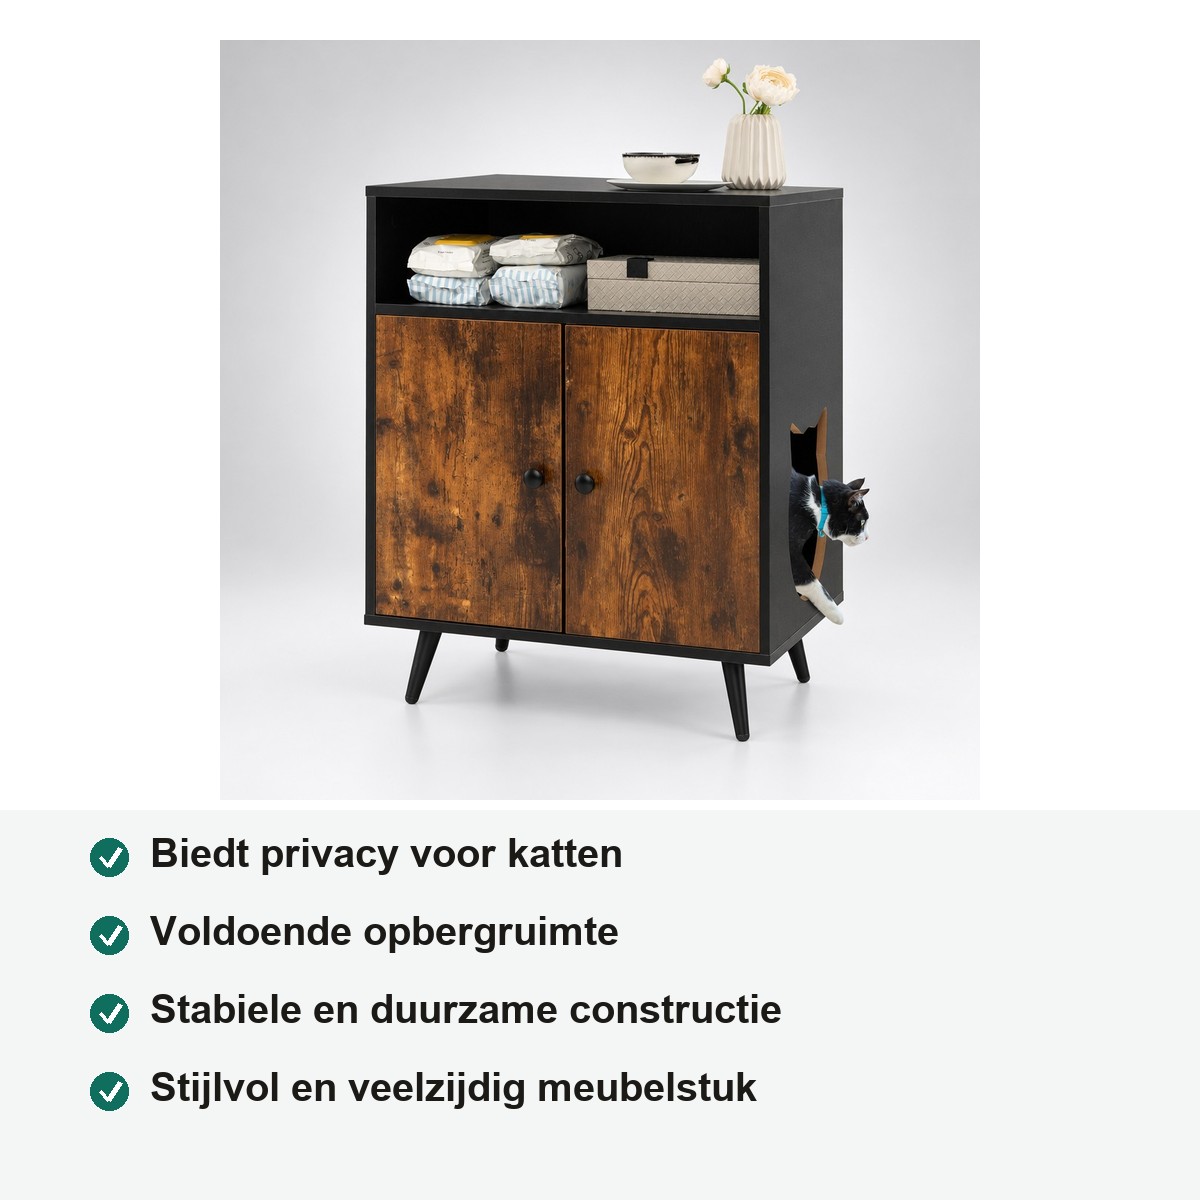 Biedt privacy voor katten
Voldoende opbergruimte
Stabiele en duurzame constructie
Stijlvol en veelzijdig meubelstuk